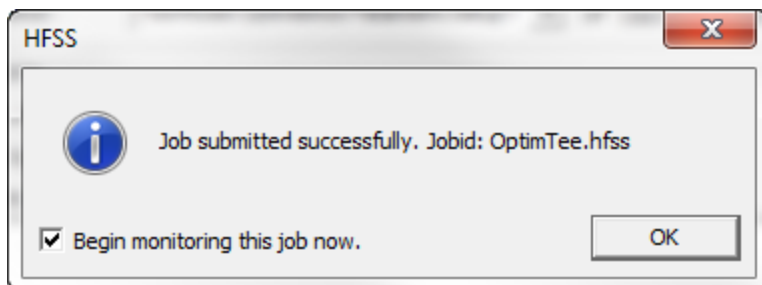 HFSS
Job submitted successfully. Jobid: OptimTee.hfss
Begin monitoring this job now.
OK